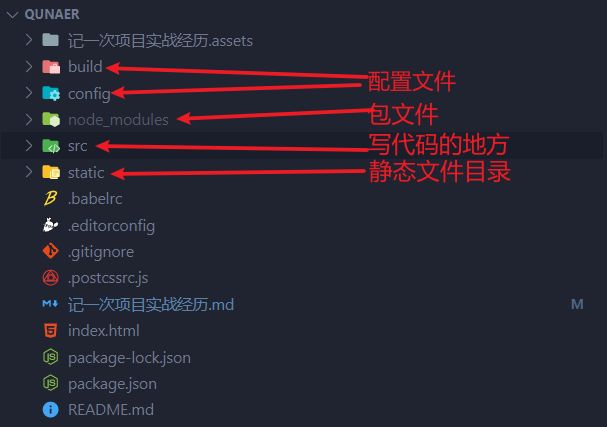 QUNAER
记一次项目实战经历.assets
build
config
配置文件
node_modules
包文件
src
写代码的地方
static
静态文件目录
.babelrc
.editorconfig
.gitignore
.postcssrc.js
记一次项目实战经历.md M
index.html
package-lock.json
package.json
README.md